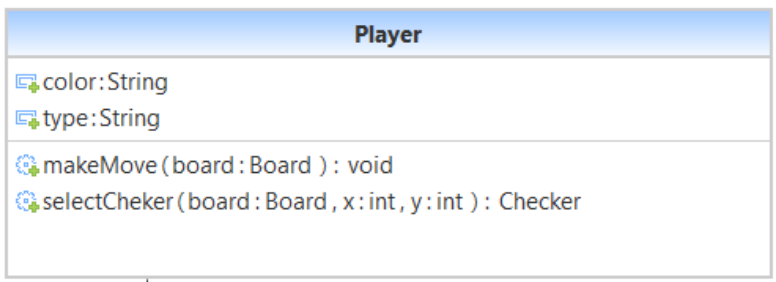 Player
color:String
type:String
makeMove(board:Board ): void
selectCheker(board:Board, x:int, y:int ): Checker